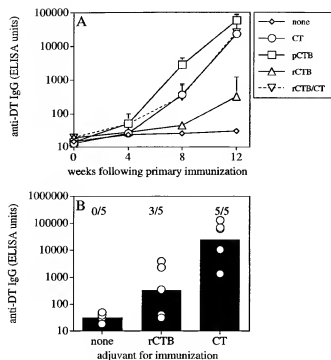 A
anti-DT IgG (ELISA units)
100000
10000
1000
100
10
0
4
8
12
weeks following primary immunization
none
CT
pCTB
rCTB
rCTB/CT
B
anti-DT IgG (ELISA units)
1000000
100000
10000
1000
100
10
0/5 3/5 5/5
none rCTB CT
adjuvant for immunization